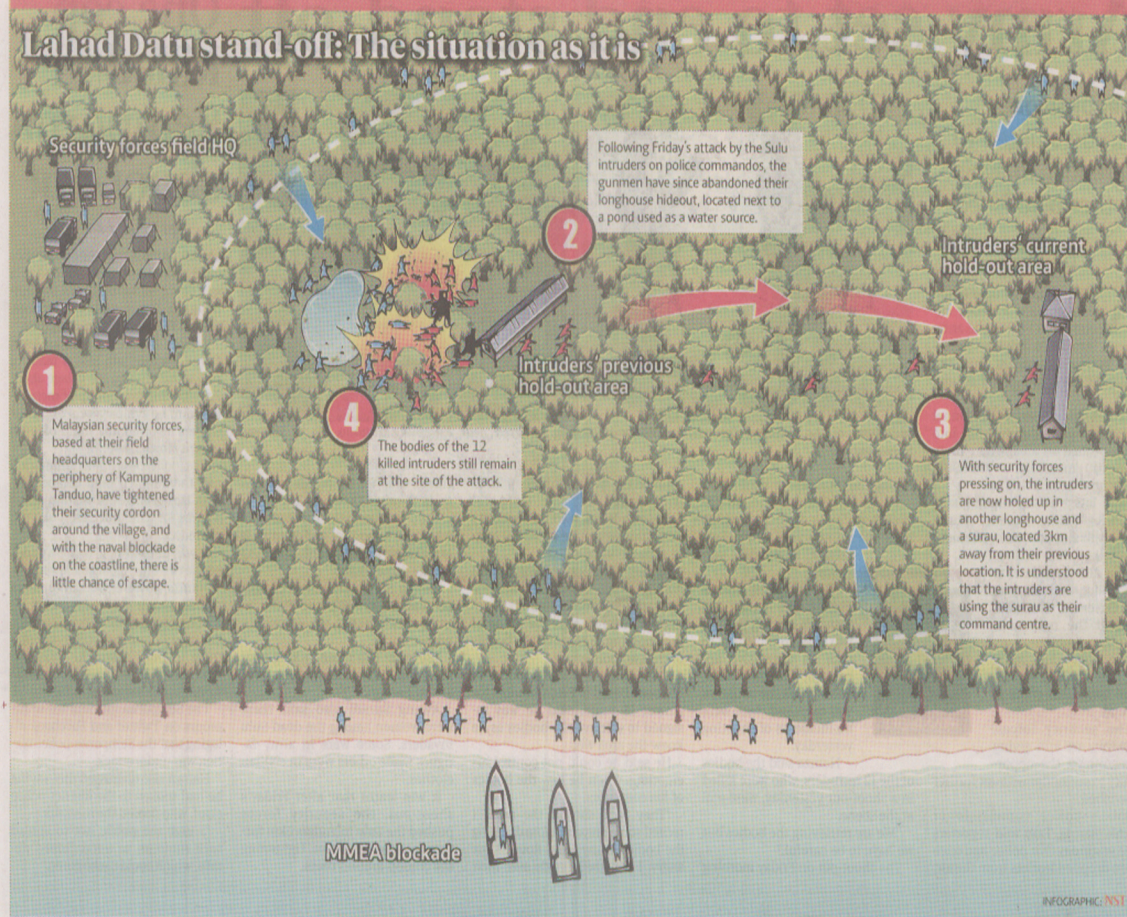 Lahad Datu stand-off: The situation as it is
Security forces field HQ
Following Friday's attack by the Sulu
intruders on police commandos, the
gunmen have since abandoned their
longhouse hideout, located next to
a pond used as a water source.
2
Intruders' current
hold-out area
Intruders' previous
hold-out area
1
Malaysian security forces,
based at their field
headquarters on the
periphery of Kampung
Tanduo, have tightened
their security cordon
around the village, and
with the naval blockade
on the coastline, there is
little chance of escape.
4
The bodies of the 12
killed intruders still remain
at the site of the attack.
3
With security forces
pressing on, the intruders
are now holed up in
another longhouse and
a surau, located 3km
away from their previous
location. It is understood
that the intruders are
using the surau as their
command centre.
MMEA blockade
INFOGRAPHIC: NST